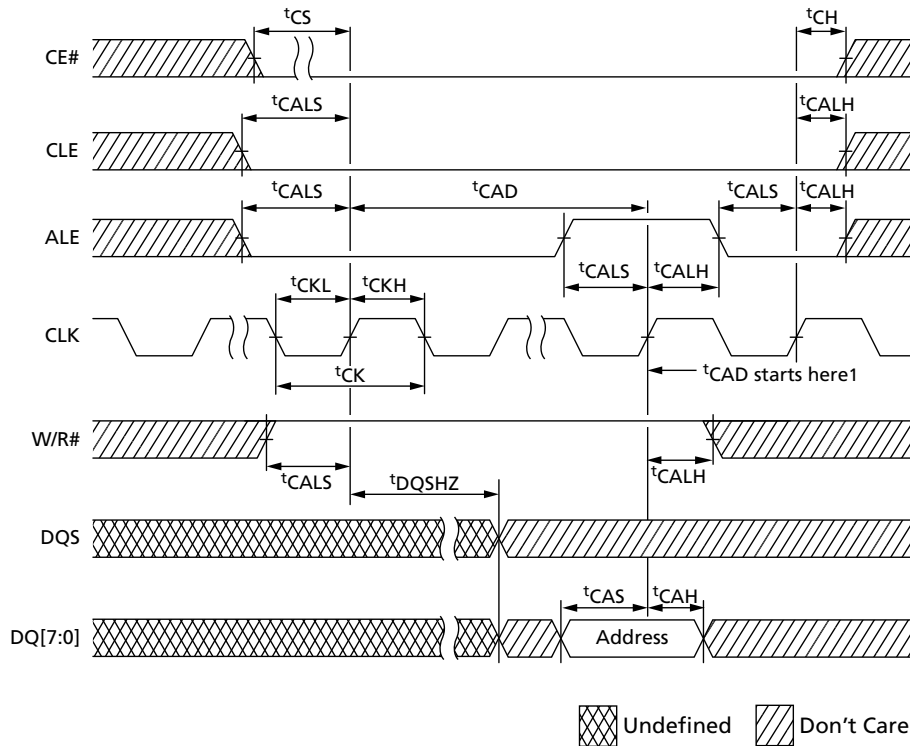 tCS
tCH
CE#
tCALS
tCALH
CLE
tCALS
tCAD
tCALS
tCALH
ALE
tCALS
tCALH
tCKL
tCKH
CLK
tCK
tCAD starts here1
W/R#
tCALS
tCALH
tDQSHZ
DQS
tCAS
tCAH
DQ[7:0]
Address
Undefined
Don't Care